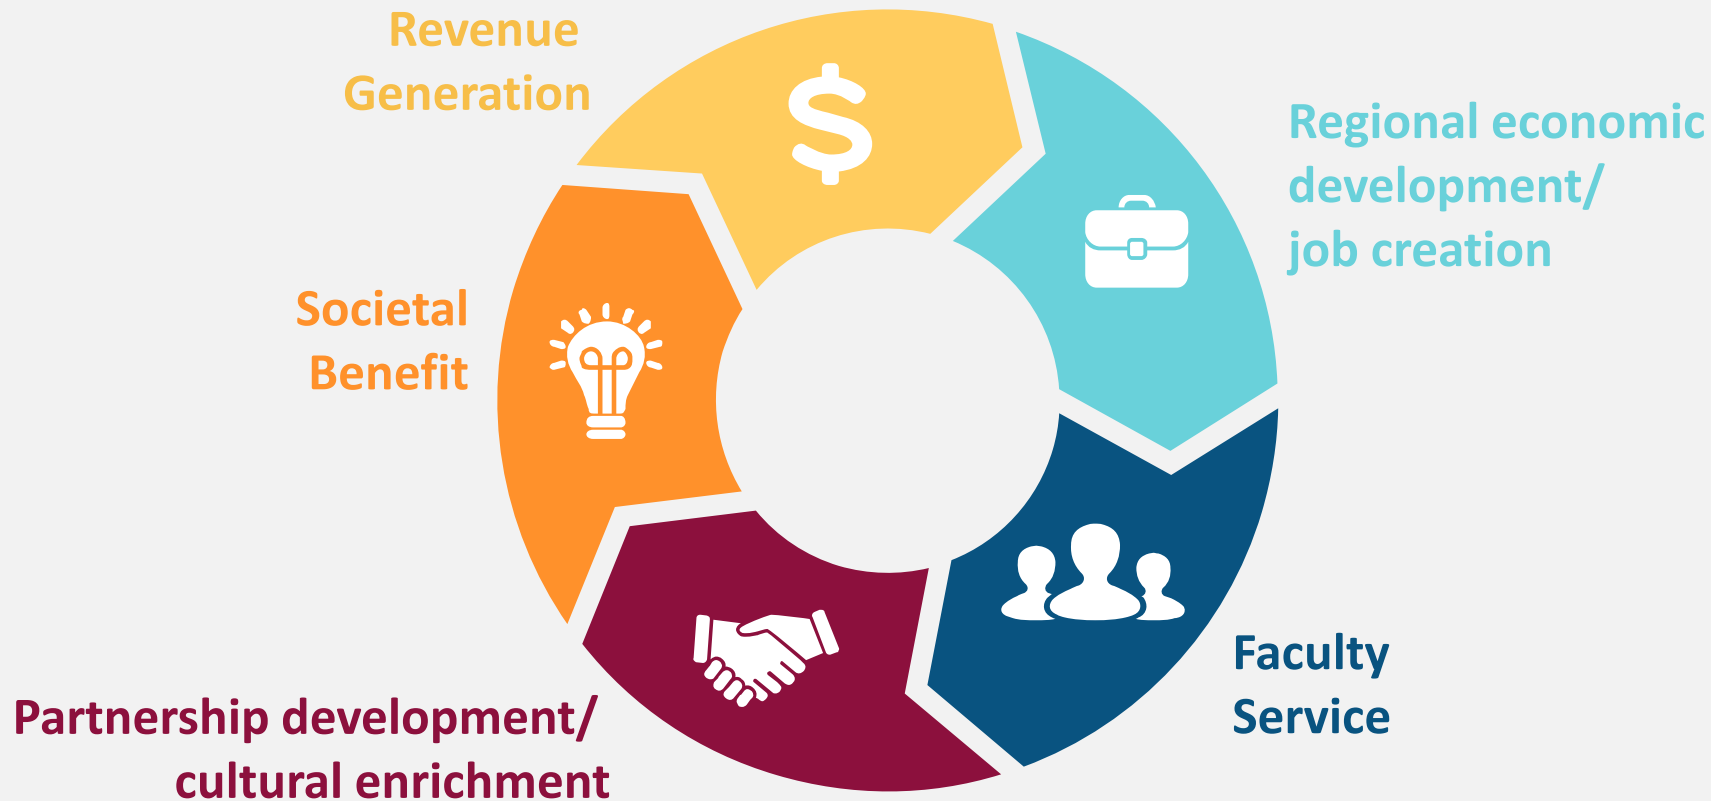 Revenue
Generation
Regional economic
development/
job creation
Societal
Benefit
Faculty
Service
Partnership development/
cultural enrichment